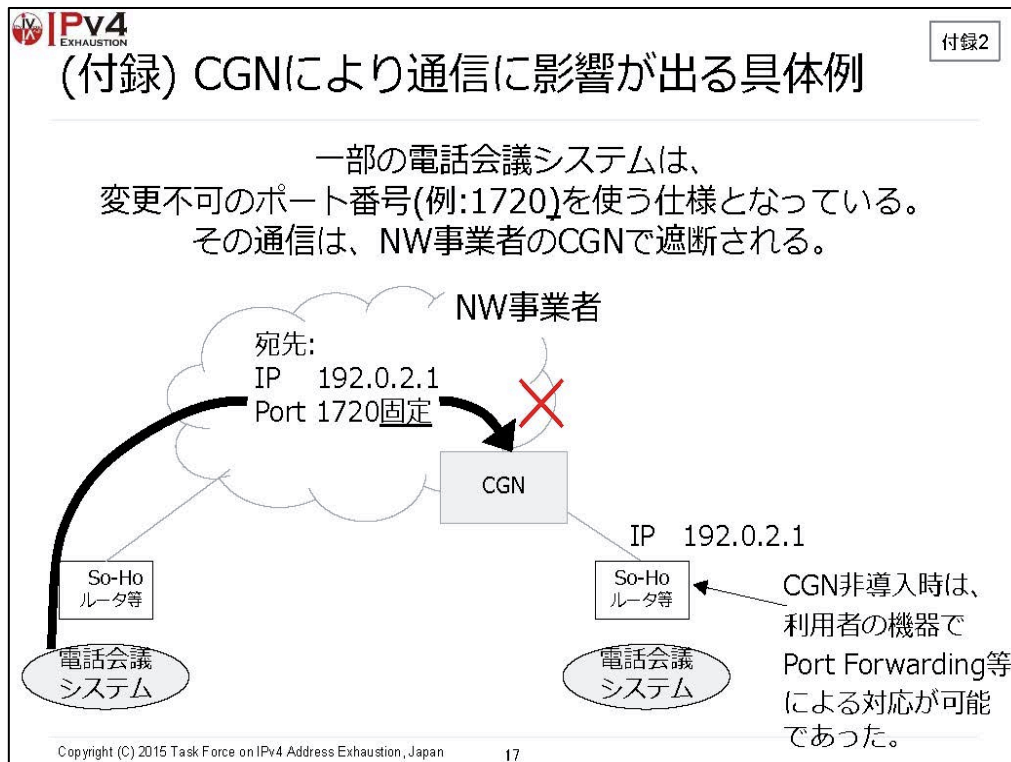 IPv4
EXHAUSTION
付録2
(付録) CGNにより通信に影響が出る具体例
一部の電話会議システムは、
変更不可のポート番号(例:1720)を使う仕様となっている。
その通信は、NW事業者のCGNで遮断される。
NW事業者
宛先:
IP 192.0.2.1
Port 1720固定
CGN
IP 192.0.2.1
So-Ho
ルータ等
So-Ho
ルータ等
CGN非導入時は、
利用者の機器で
Port Forwarding等
による対応が可能
であった。
電話会議
システム
電話会議
システム
Copyright (C) 2015 Task Force on IPv4 Address Exhaustion, Japan
17